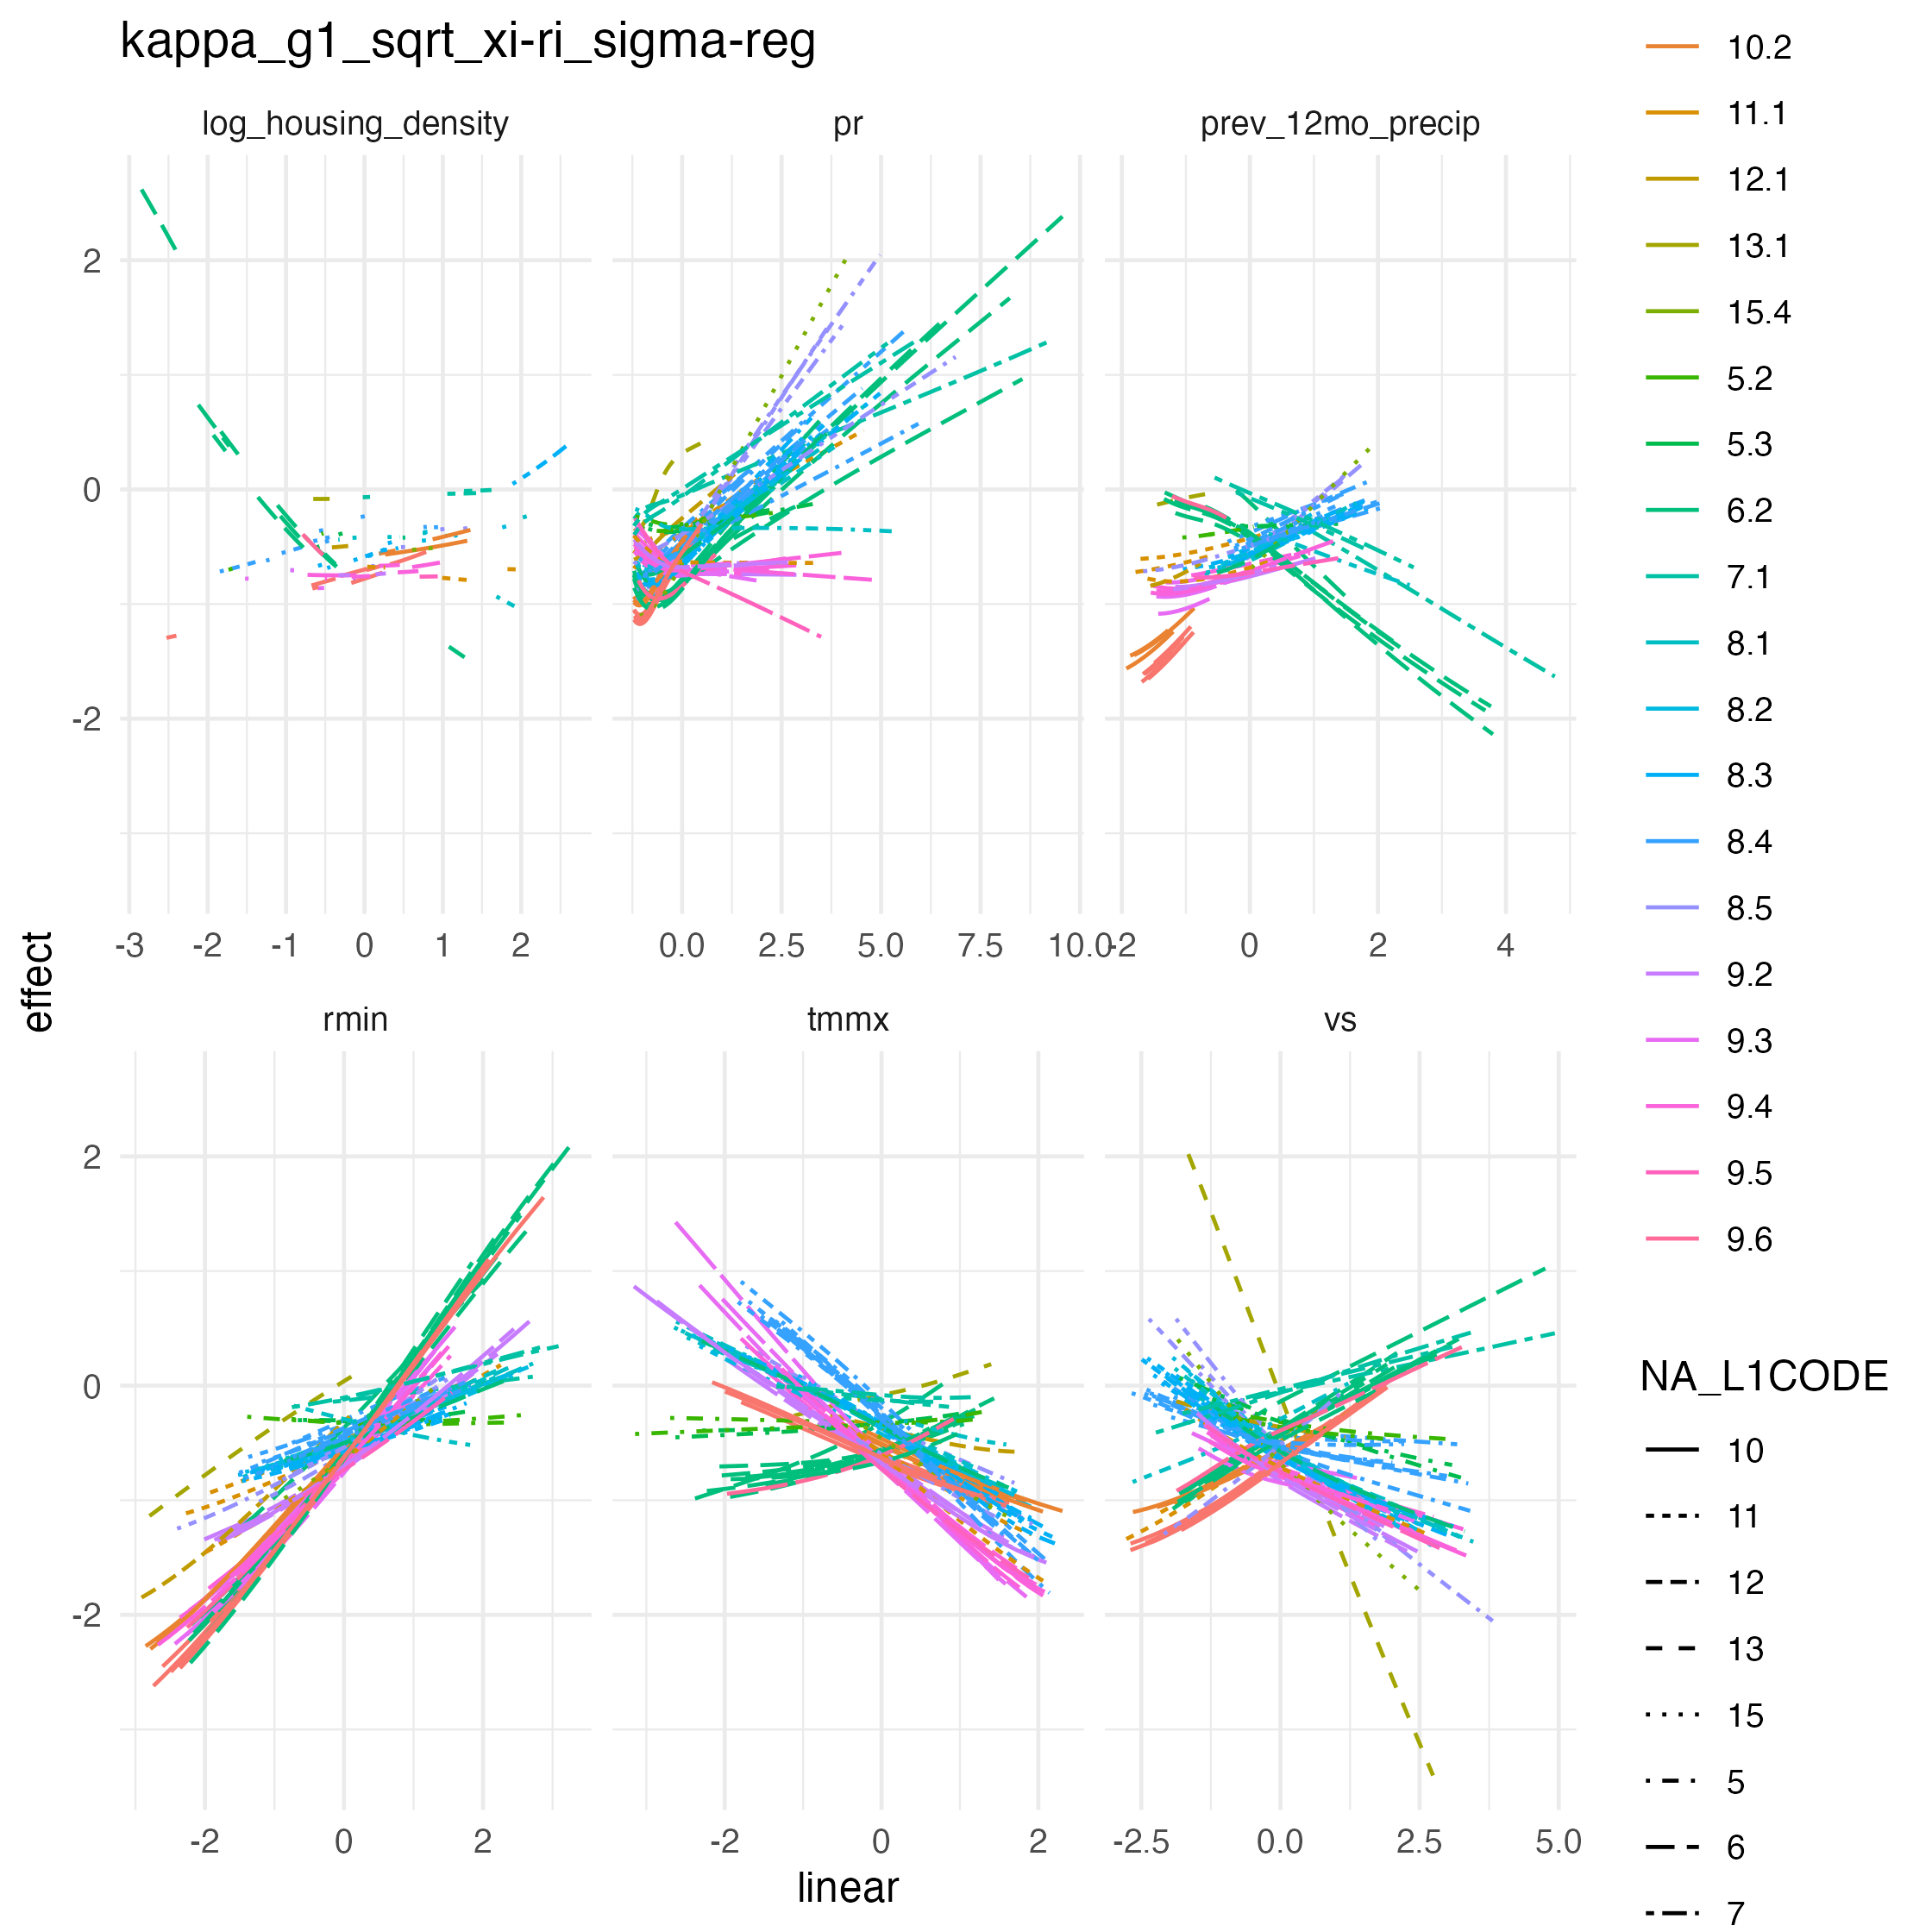 kappa_g1_sqrt_xi-ri_sigma-reg
log_housing_density
pr
prev_12mo_precip
2
0
-2
-3 -2 -1 0 1 2
0.0 2.5 5.0 7.5 10.0
-2 0 2 4
effect
rmin
tmmx
vs
2
0
-2
-2 0 2
-2 0 2
-2.5 0.0 2.5 5.0
linear
10.2
11.1
12.1
13.1
15.4
5.2
5.3
6.2
7.1
8.1
8.2
8.3
8.4
8.5
9.2
9.3
9.4
9.5
9.6
NA_L1CODE
10
11
12
13
15
5
6
7